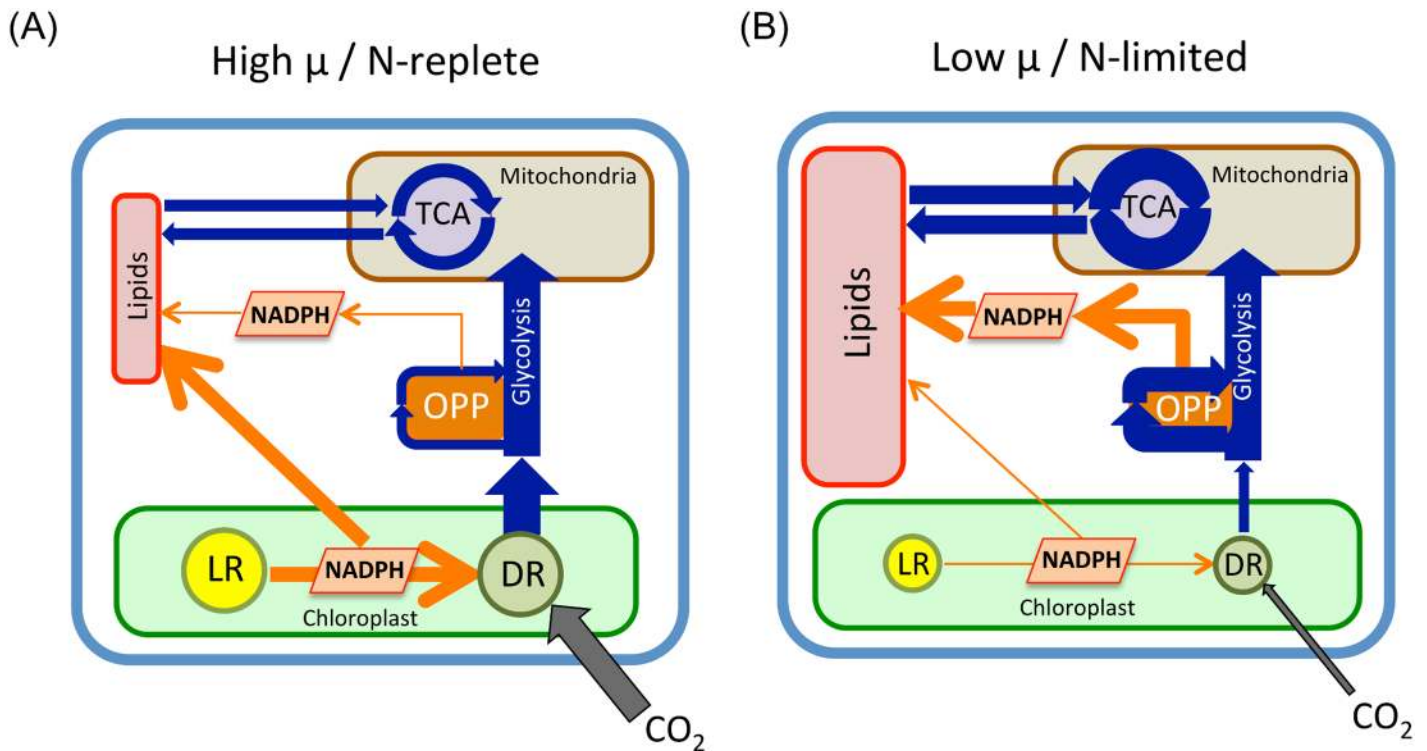 (A)
High μ / N-replete
Mitochondria
TCA
Lipids
NADPH
Glycolysis
OPP
LR
NADPH
DR
Chloroplast
CO₂
(B)
Low μ / N-limited
Mitochondria
TCA
Lipids
NADPH
Glycolysis
OPP
LR
NADPH
DR
Chloroplast
CO₂